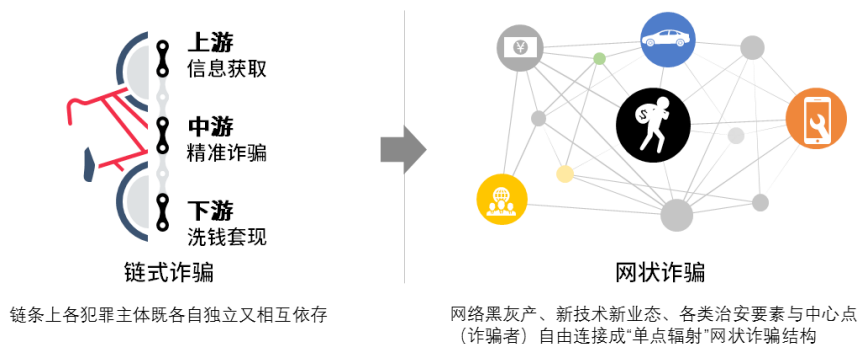 上游
信息获取
中游
精准诈骗
下游
洗钱套现
链式诈骗
链条上各犯罪主体既各自独立又相互依存
¥
$
网状诈骗
网络黑灰产、新技术新业态、各类治安要素与中心点
（诈骗者）自由连接成“单点辐射”网状诈骗结构